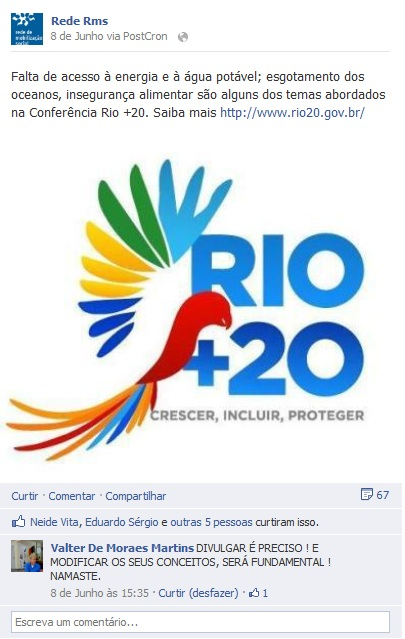 rede de
mobilização
social
Rede Rms
8 de Junho via PostCron
Falta de acesso à energia e à água potável; esgotamento dos
oceanos, insegurança alimentar são alguns dos temas abordados
na Conferência Rio +20. Saiba mais http://www.rio20.gov.br/
RIO
+20
CRESCER, INCLUIR, PROTEGER
Curtir · Comentar · Compartilhar
67
Neide Vita, Eduardo Sérgio e outras 5 pessoas curtiram isso.
Valter De Moraes Martins DIVULGAR É PRECISO ! E
MODIFICAR OS SEUS CONCEITOS, SERÁ FUNDAMENTAL !
NAMASTE.
8 de Junho às 15:35 · Curtir (desfazer) · 1
Escreva um comentário...